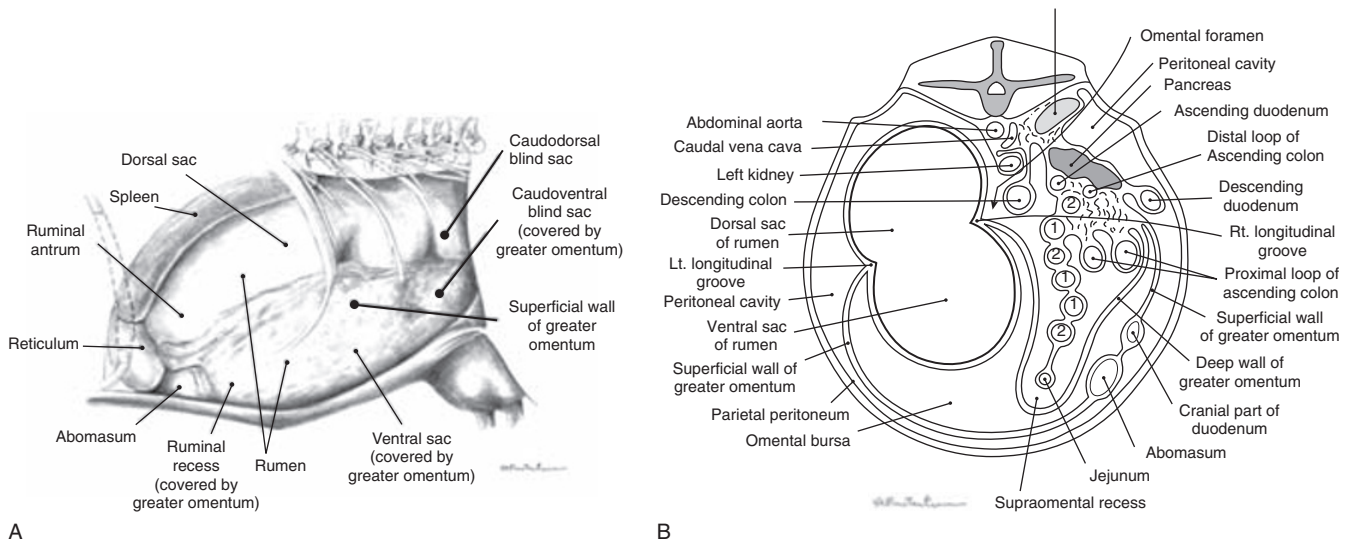 Dorsal sac
Spleen
Ruminal
antrum
Reticulum
Abomasum
Ruminal
recess
(covered by
greater omentum)
Rumen
Ventral sac
(covered by
greater omentum)
Caudodorsal
blind sac
Caudoventral
blind sac
(covered by
greater omentum)
Superficial wall
of greater
omentum
A
Abdominal aorta
Caudal vena cava
Left kidney
Descending colon
Dorsal sac
of rumen
Lt. longitudinal
groove
Peritoneal cavity
Ventral sac
of rumen
Superficial wall of
greater omentum
Parietal peritoneum
Omental bursa
Omental foramen
Peritoneal cavity
Pancreas
Ascending duodenum
Distal loop of
Ascending colon
Descending
duodenum
Rt. longitudinal
groove
Proximal loop of
ascending colon
Superficial wall
of greater omentum
Deep wall of
greater omentum
Cranial part of
duodenum
Abomasum
Jejunum
Supraomental recess
2
1
2
1
1
2
B